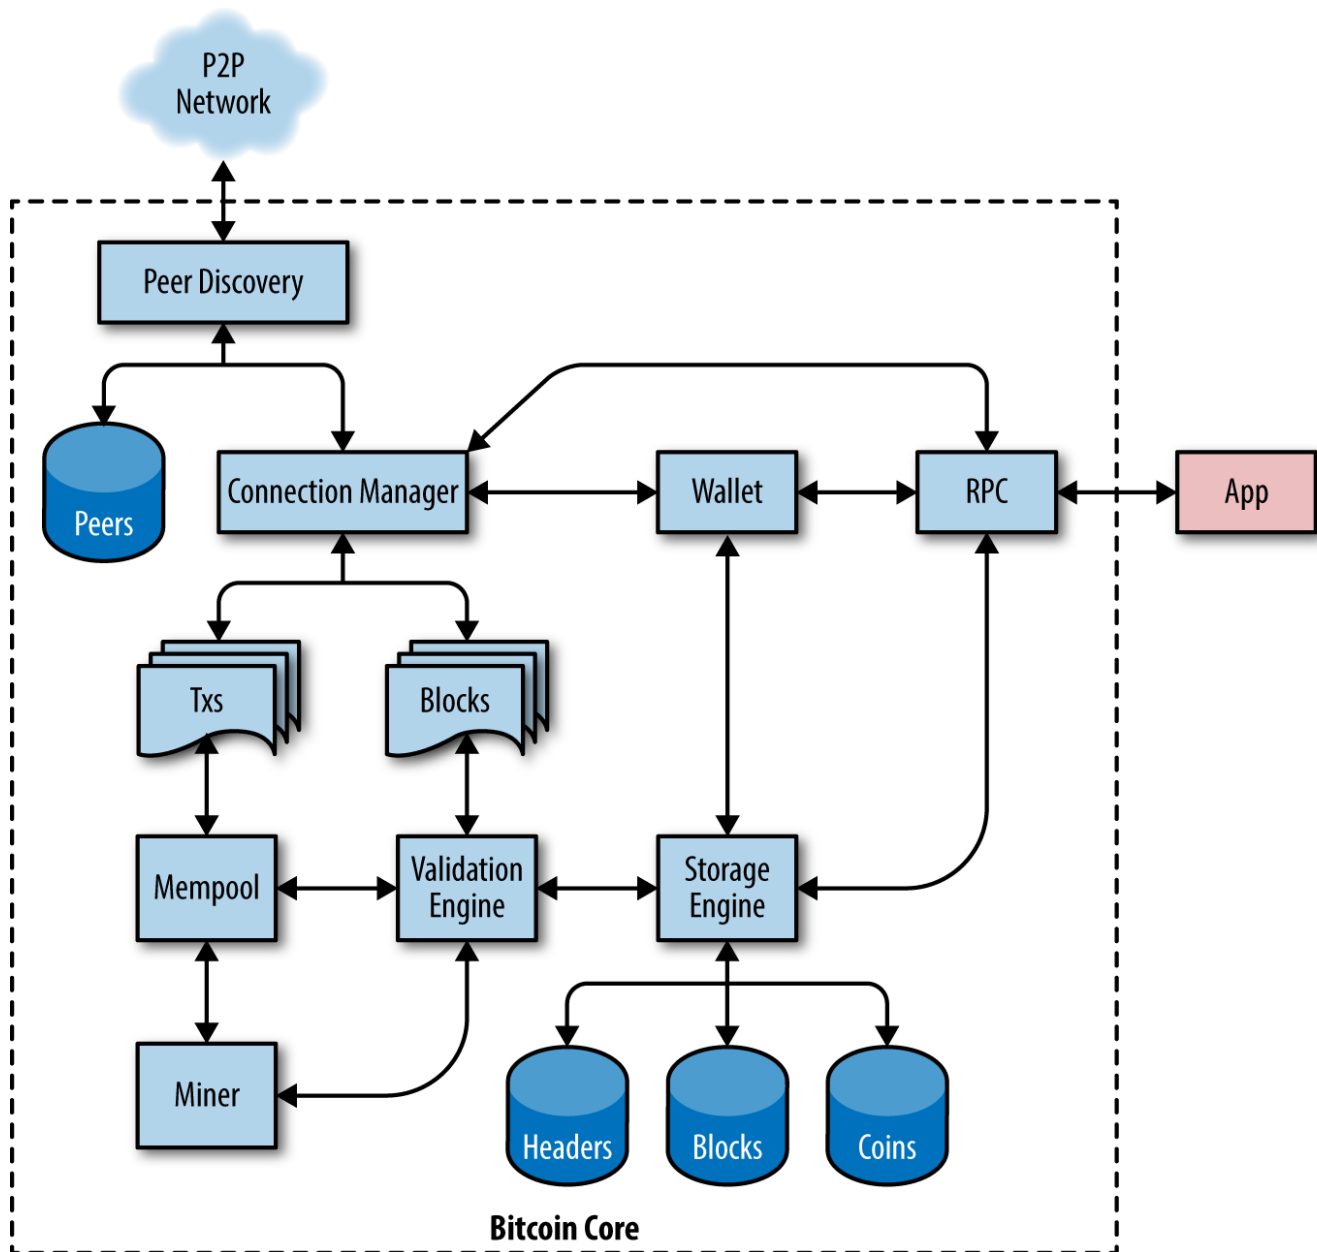 P2P
Network
Peer Discovery
Peers
Connection Manager
Wallet
RPC
App
Txs
Blocks
Mempool
Validation
Engine
Storage
Engine
Miner
Headers
Blocks
Coins
Bitcoin Core